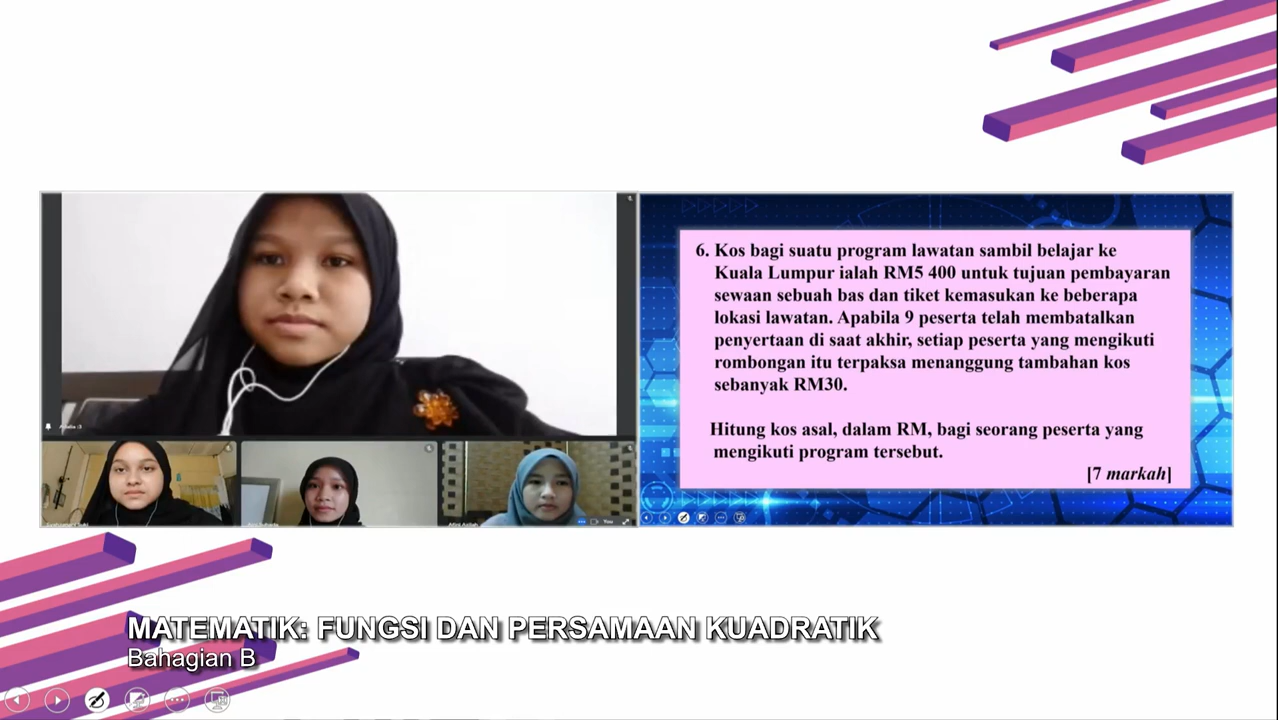 6. Kos bagi suatu program lawatan sambil belajar ke
Kuala Lumpur ialah RM5 400 untuk tujuan pembayaran
sewaan sebuah bas dan tiket kemasukan ke beberapa
lokasi lawatan. Apabila 9 peserta telah membatalkan
penyertaan di saat akhir, setiap peserta yang mengikuti
rombongan itu terpaksa menanggung tambahan kos
sebanyak RM30.
Hitung kos asal, dalam RM, bagi seorang peserta yang
mengikuti program tersebut.
[7 markah]
You
MATEMATIK: FUNGSI DAN PERSAMAAN KUADRATIK
Bahagian B